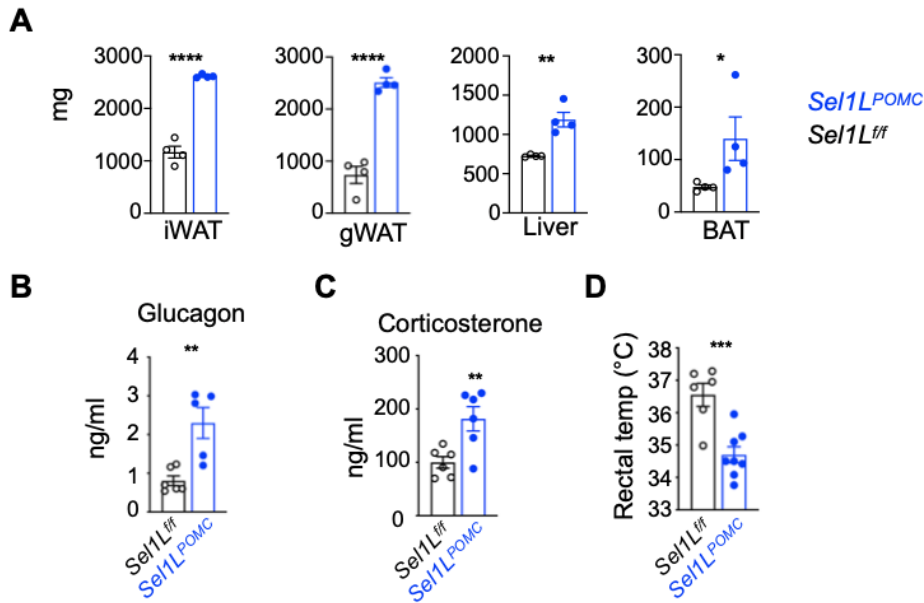 A
mg
3000
2000
1000
0
****
iWAT
3000
2000
1000
0
****
gWAT
2000
1500
1000
500
0
**
Liver
300
200
100
0
*
BAT
Sel1L^POMC
Sel1L^f/f
B
Glucagon
ng/ml
4
3
2
1
0
**
Sel1L^f/f
Sel1L^POMC
C
Corticosterone
ng/ml
300
200
100
0
**
Sel1L^f/f
Sel1L^POMC
D
Rectal temp (°C)
38
37
36
35
34
33
***
Sel1L^f/f
Sel1L^POMC